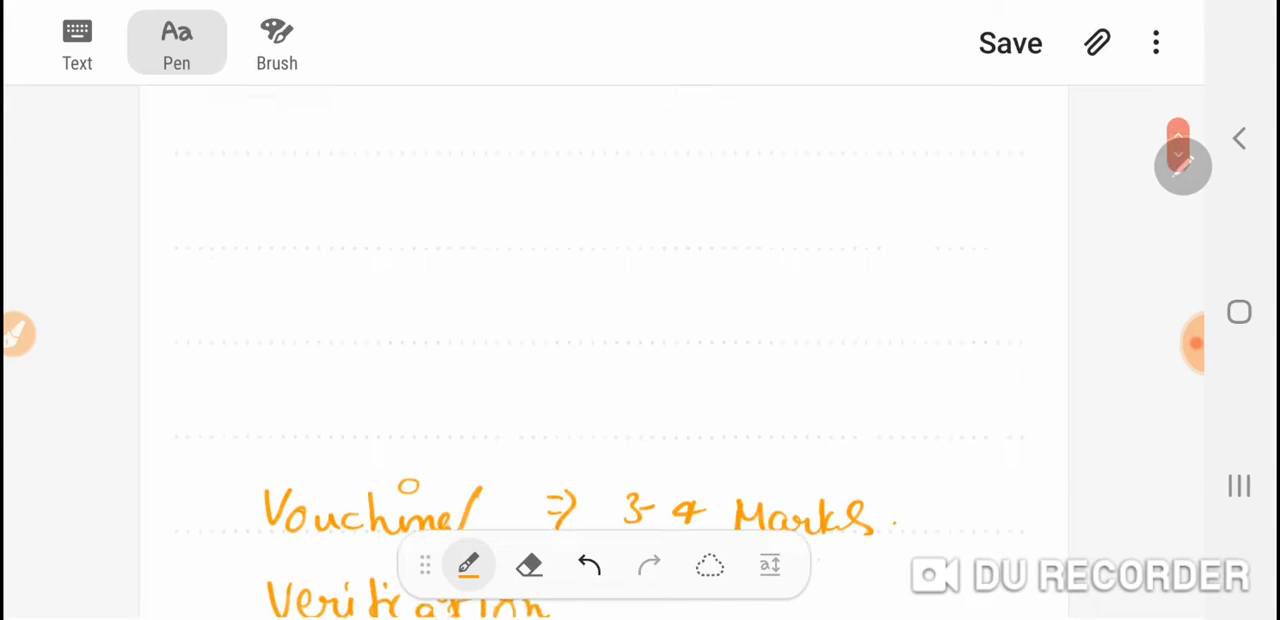 Text
Pen
Brush
Save
Vouching/ => 3-4 Marks.
Verification
DU RECORDER